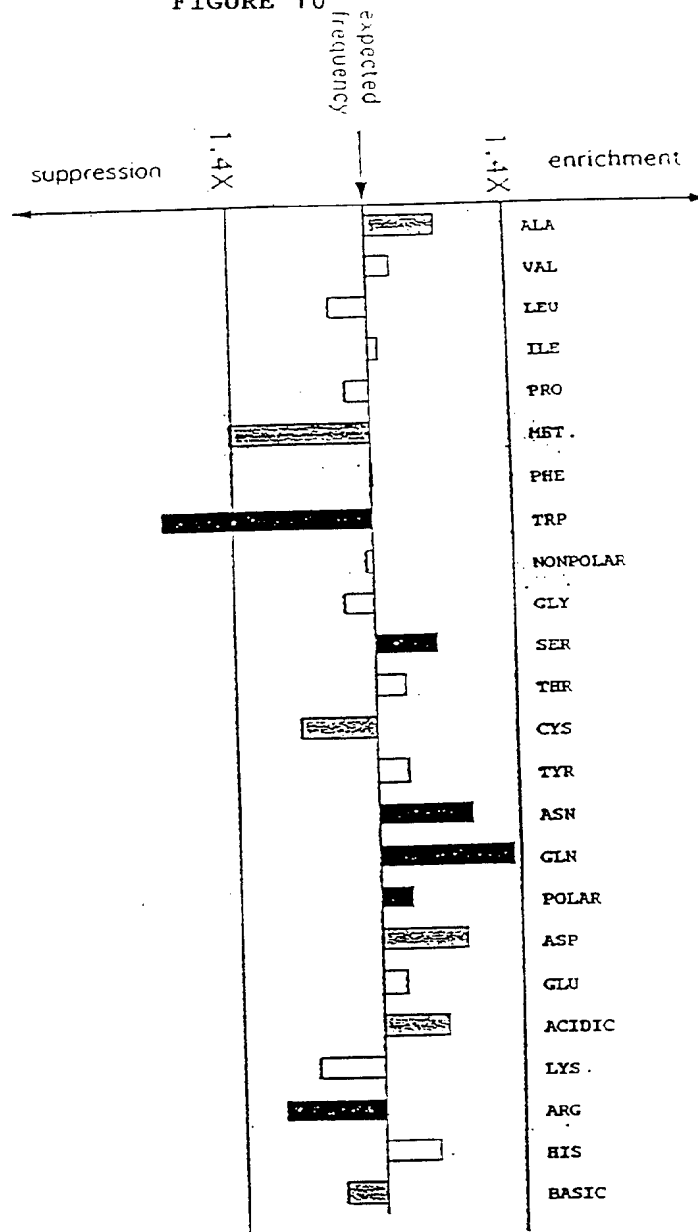 FIGURE 10
expected
frequency
suppression
1.4X
1.4X
enrichment
ALA
VAL
LEU
ILE
PRO
MET.
PHE
TRP
NONPOLAR
GLY
SER
THR
CYS
TYR
ASN
GLN
POLAR
ASP
GLU
ACIDIC
LYS.
ARG
HIS
BASIC